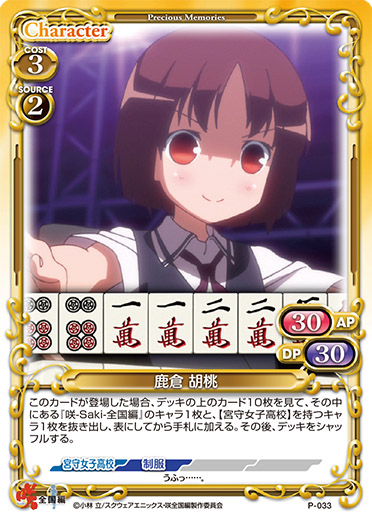 Precious Memories
Character
COST
3
SOURCE
2
一萬 一萬 二萬 二萬
30 AP
DP 30
鹿倉 胡桃
このカードが登場した場合、デッキの上のカード10枚を見て、その中
にある『咲-Saki-全国編』のキャラ1枚と、【宮守女子高校】を持つキャ
ラ1枚を抜き出し、表にしてから手札に加える。その後、デッキをシャッ
フルする。
宮守女子高校 制服
うふっ……。
咲 全国編
©小林 立/スクウェアエニックス・咲全国編製作委員会
P-033